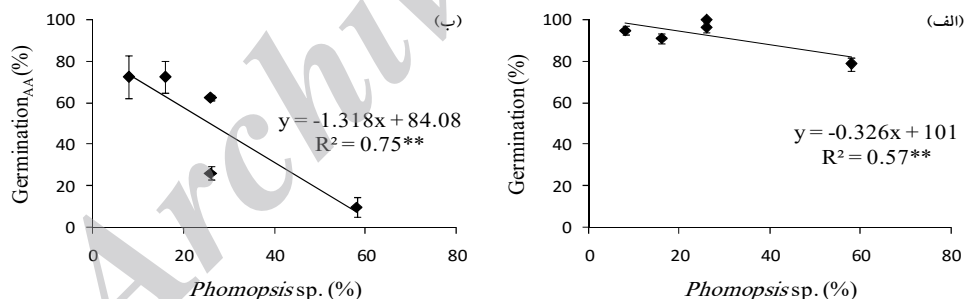 (ب)
Germination_AA (%)
100
80
60
40
20
0
y = -1.318x + 84.08
R² = 0.75**
0 20 40 60 80
Phomopsis sp. (%)
(الف)
Germination (%)
100
80
60
40
20
0
y = -0.326x + 101
R² = 0.57**
0 20 40 60 80
Phomopsis sp. (%)
Archiv